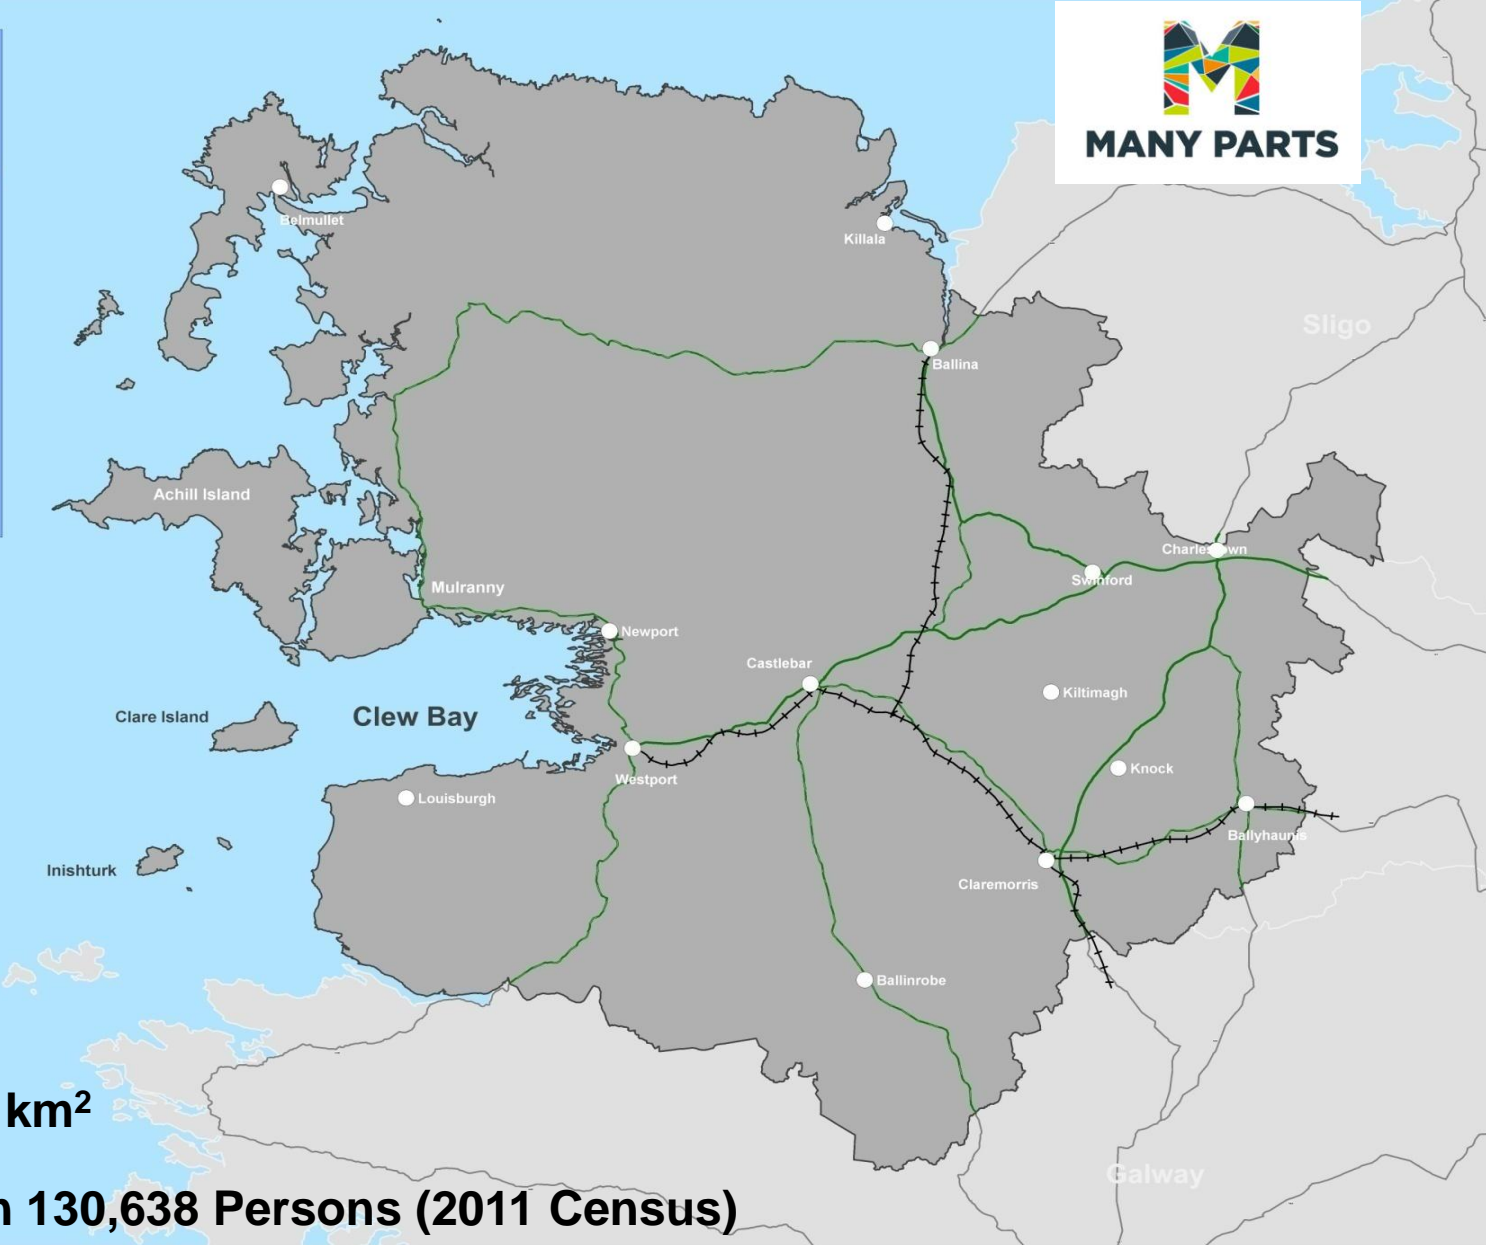 MANY PARTS
Belmullet
Killala
Sligo
Ballina
Achill Island
Charlestown
Swinford
Mulranny
Newport
Castlebar
Kiltimagh
Clare Island
Clew Bay
Knock
Westport
Louisburgh
Ballyhaunis
Inishturk
Claremorris
Ballinrobe
km²
Galway
n 130,638 Persons (2011 Census)